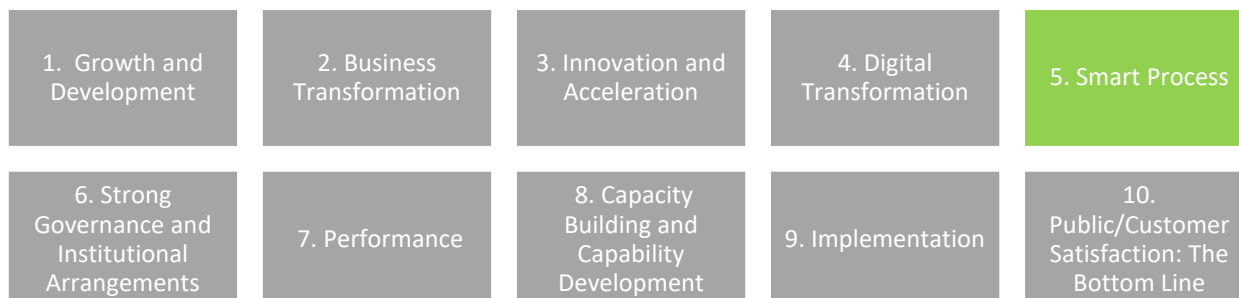 1. Growth and
Development
2. Business
Transformation
3. Innovation and
Acceleration
4. Digital
Transformation
5. Smart Process
6. Strong
Governance and
Institutional
Arrangements
7. Performance
8. Capacity
Building and
Capability
Development
9. Implementation
10.
Public/Customer
Satisfaction: The
Bottom Line